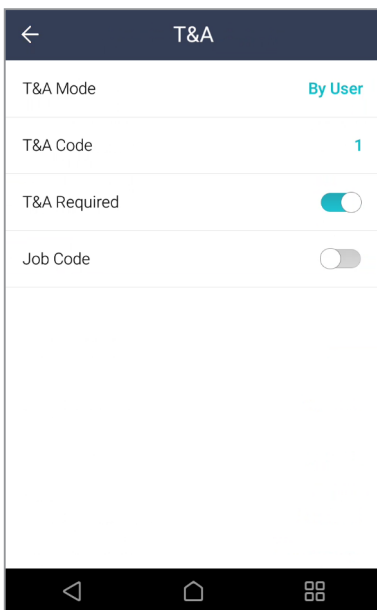 T&A
T&A Mode By User
T&A Code 1
T&A Required
Job Code